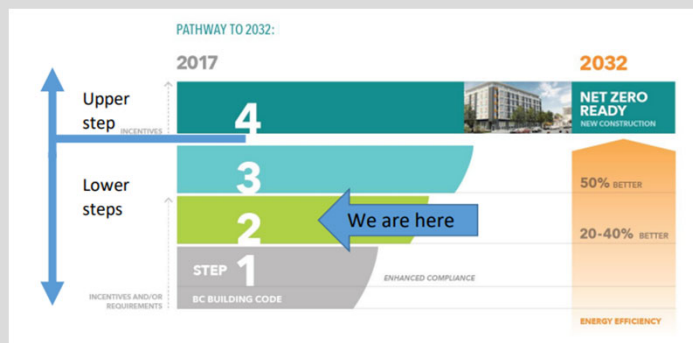 PATHWAY TO 2032:
2017
2032
Upper
step
INCENTIVES
4
NET ZERO
READY
NEW CONSTRUCTION
3
50% BETTER
Lower
steps
2
We are here
20-40% BETTER
STEP 1
ENHANCED COMPLIANCE
INCENTIVES AND/OR
REQUIREMENTS
BC BUILDING CODE
ENERGY EFFICIENCY